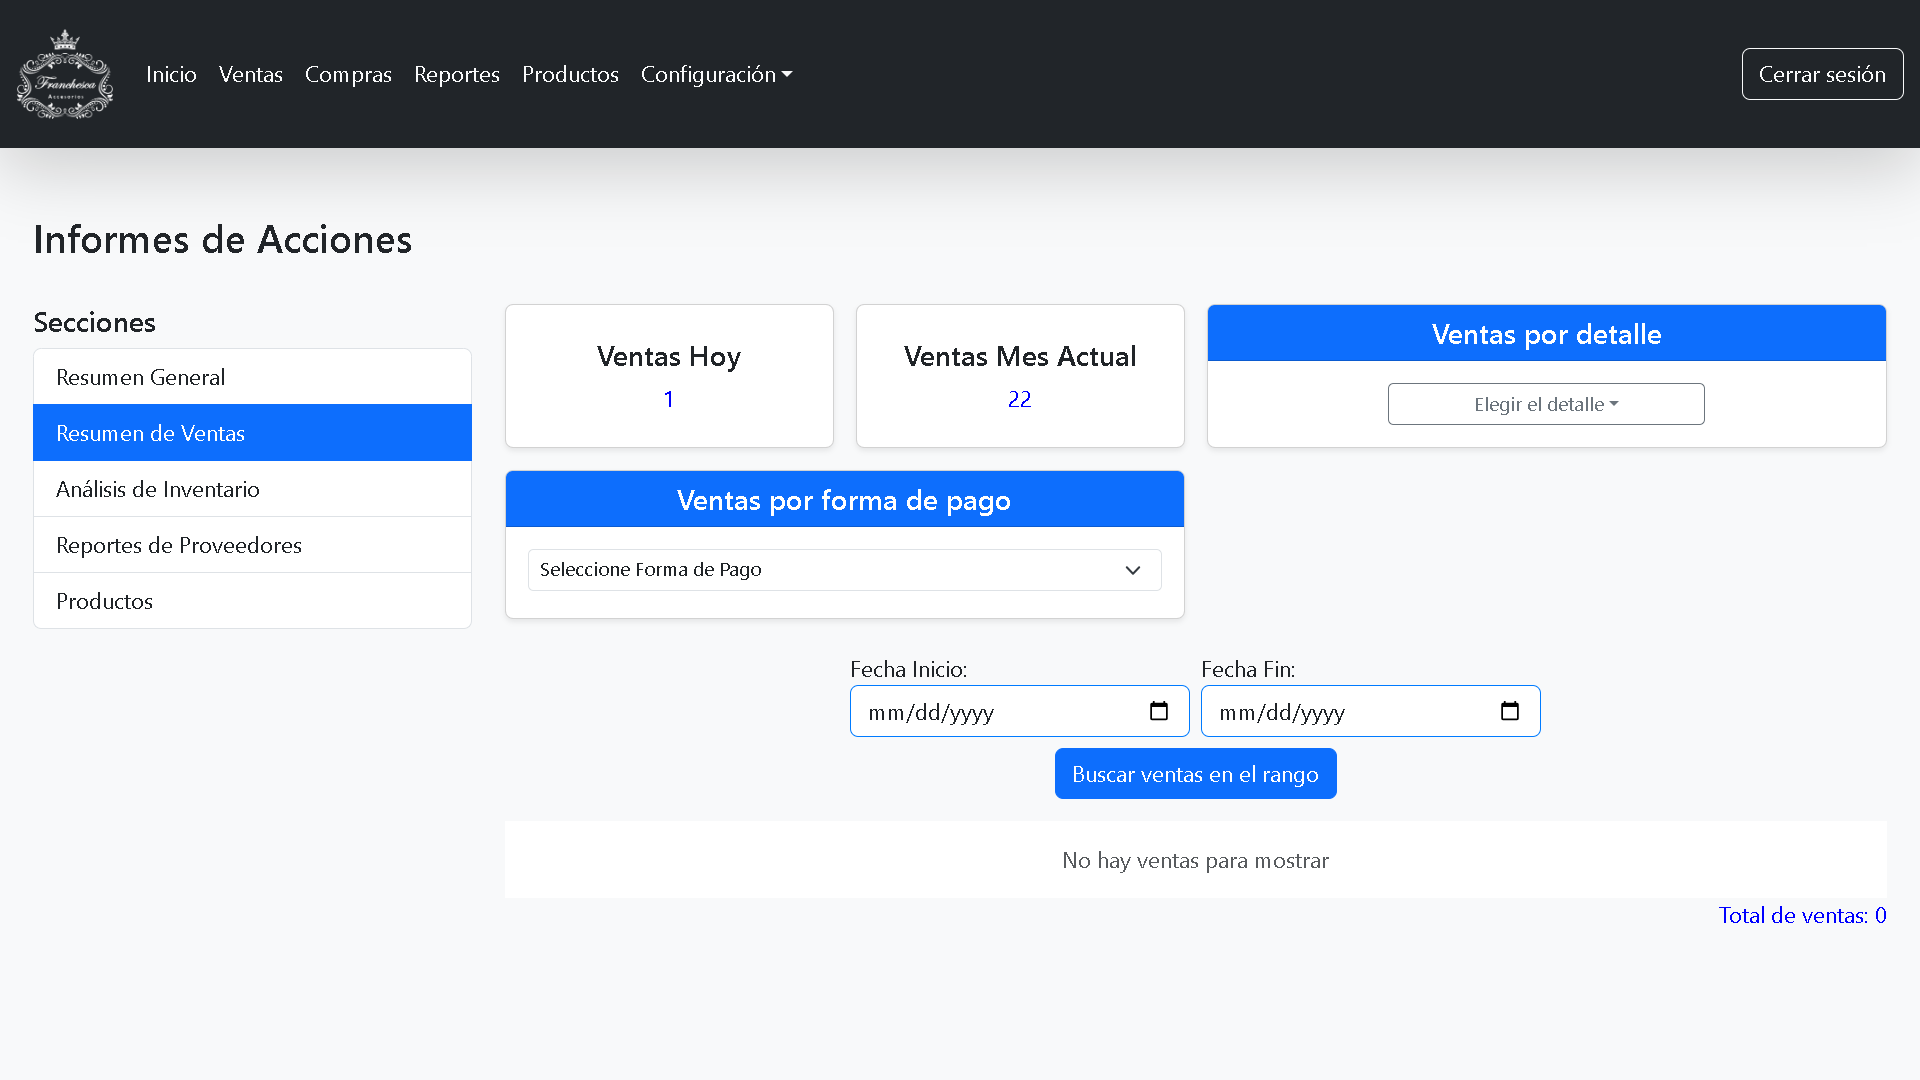 Franchesca
Accesorios
Inicio Ventas Compras Reportes Productos Configuración
Cerrar sesión
Informes de Acciones
Secciones
Resumen General
Resumen de Ventas
Análisis de Inventario
Reportes de Proveedores
Productos
Ventas Hoy
1
Ventas Mes Actual
22
Ventas por detalle
Elegir el detalle
Ventas por forma de pago
Seleccione Forma de Pago
Fecha Inicio:
mm/dd/yyyy
Fecha Fin:
mm/dd/yyyy
Buscar ventas en el rango
No hay ventas para mostrar
Total de ventas: 0